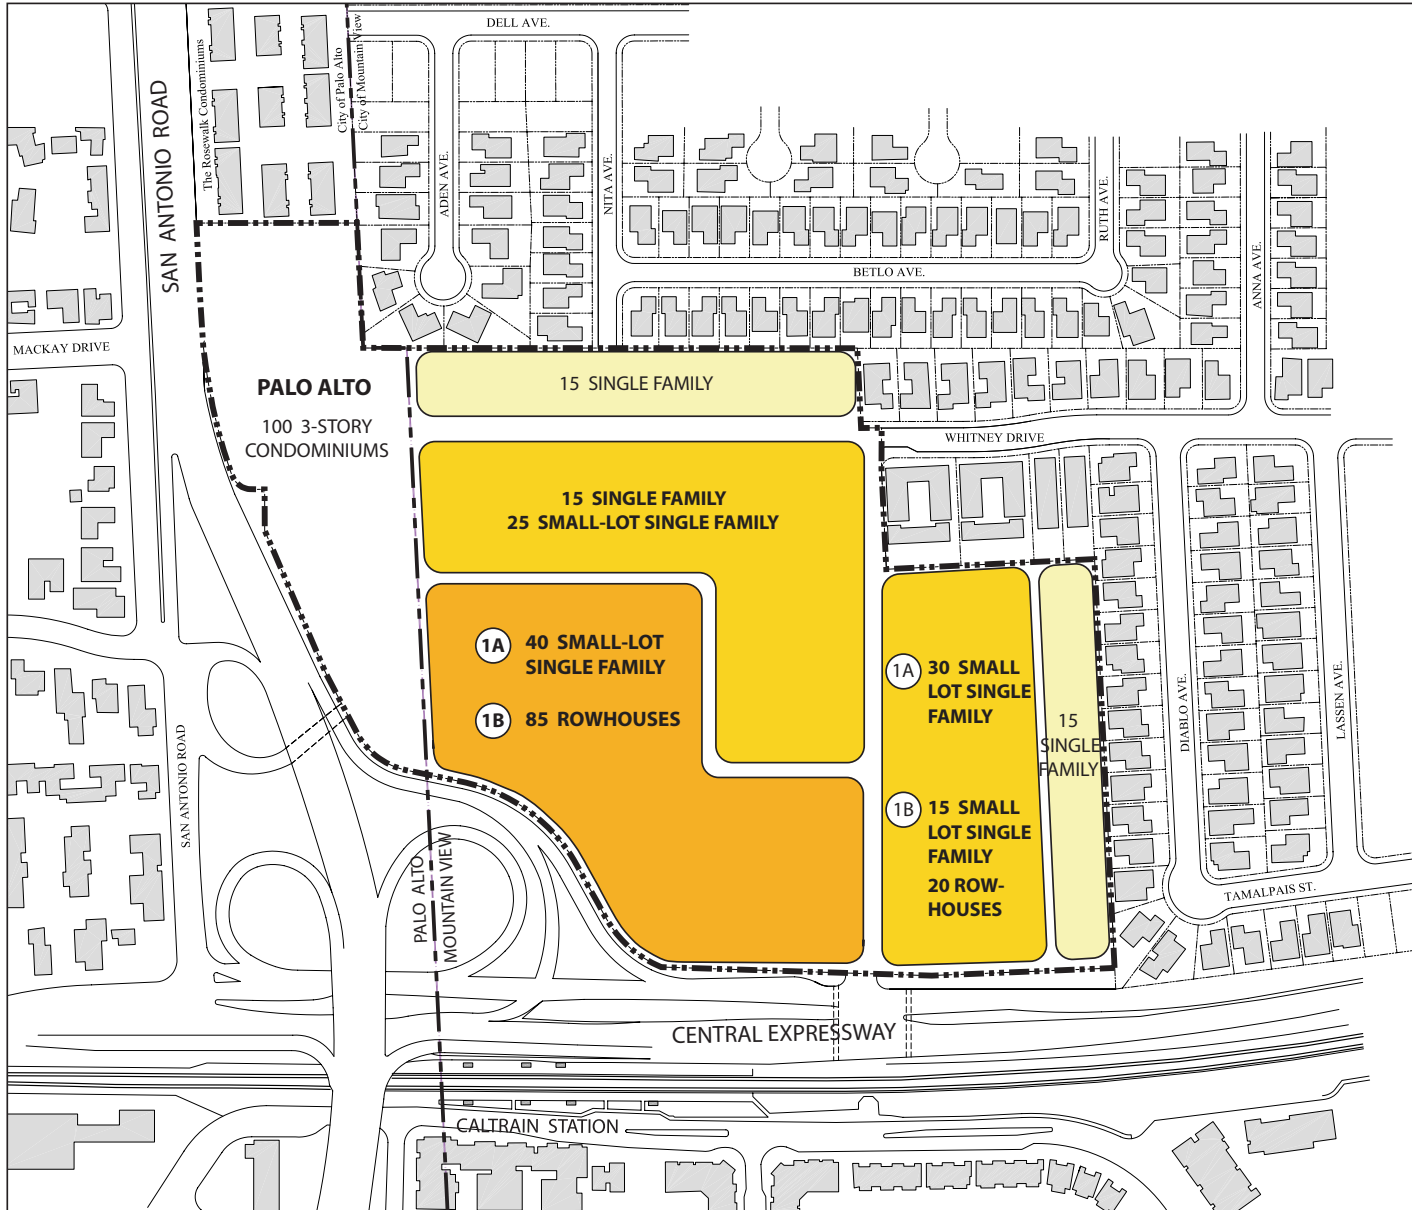 DELL AVE.
The Rosewalk Condominiums
City of Palo Alto
City of Mountain View
SAN ANTONIO ROAD
ADEN AVE.
NITA AVE.
RUTH AVE.
ANNA AVE.
BETLO AVE.
MACKAY DRIVE
PALO ALTO
100 3-STORY
CONDOMINIUMS
15 SINGLE FAMILY
WHITNEY DRIVE
15 SINGLE FAMILY
25 SMALL-LOT SINGLE FAMILY
1A 40 SMALL-LOT
SINGLE FAMILY
1B 85 ROWHOUSES
1A 30 SMALL
LOT SINGLE
FAMILY
1B 15 SMALL
LOT SINGLE
FAMILY
20 ROW-
HOUSES
15
SINGLE
FAMILY
DIABLO AVE.
LASSEN AVE.
SAN ANTONIO ROAD
PALO ALTO
MOUNTAIN VIEW
TAMALPAIS ST.
CENTRAL EXPRESSWAY
CALTRAIN STATION